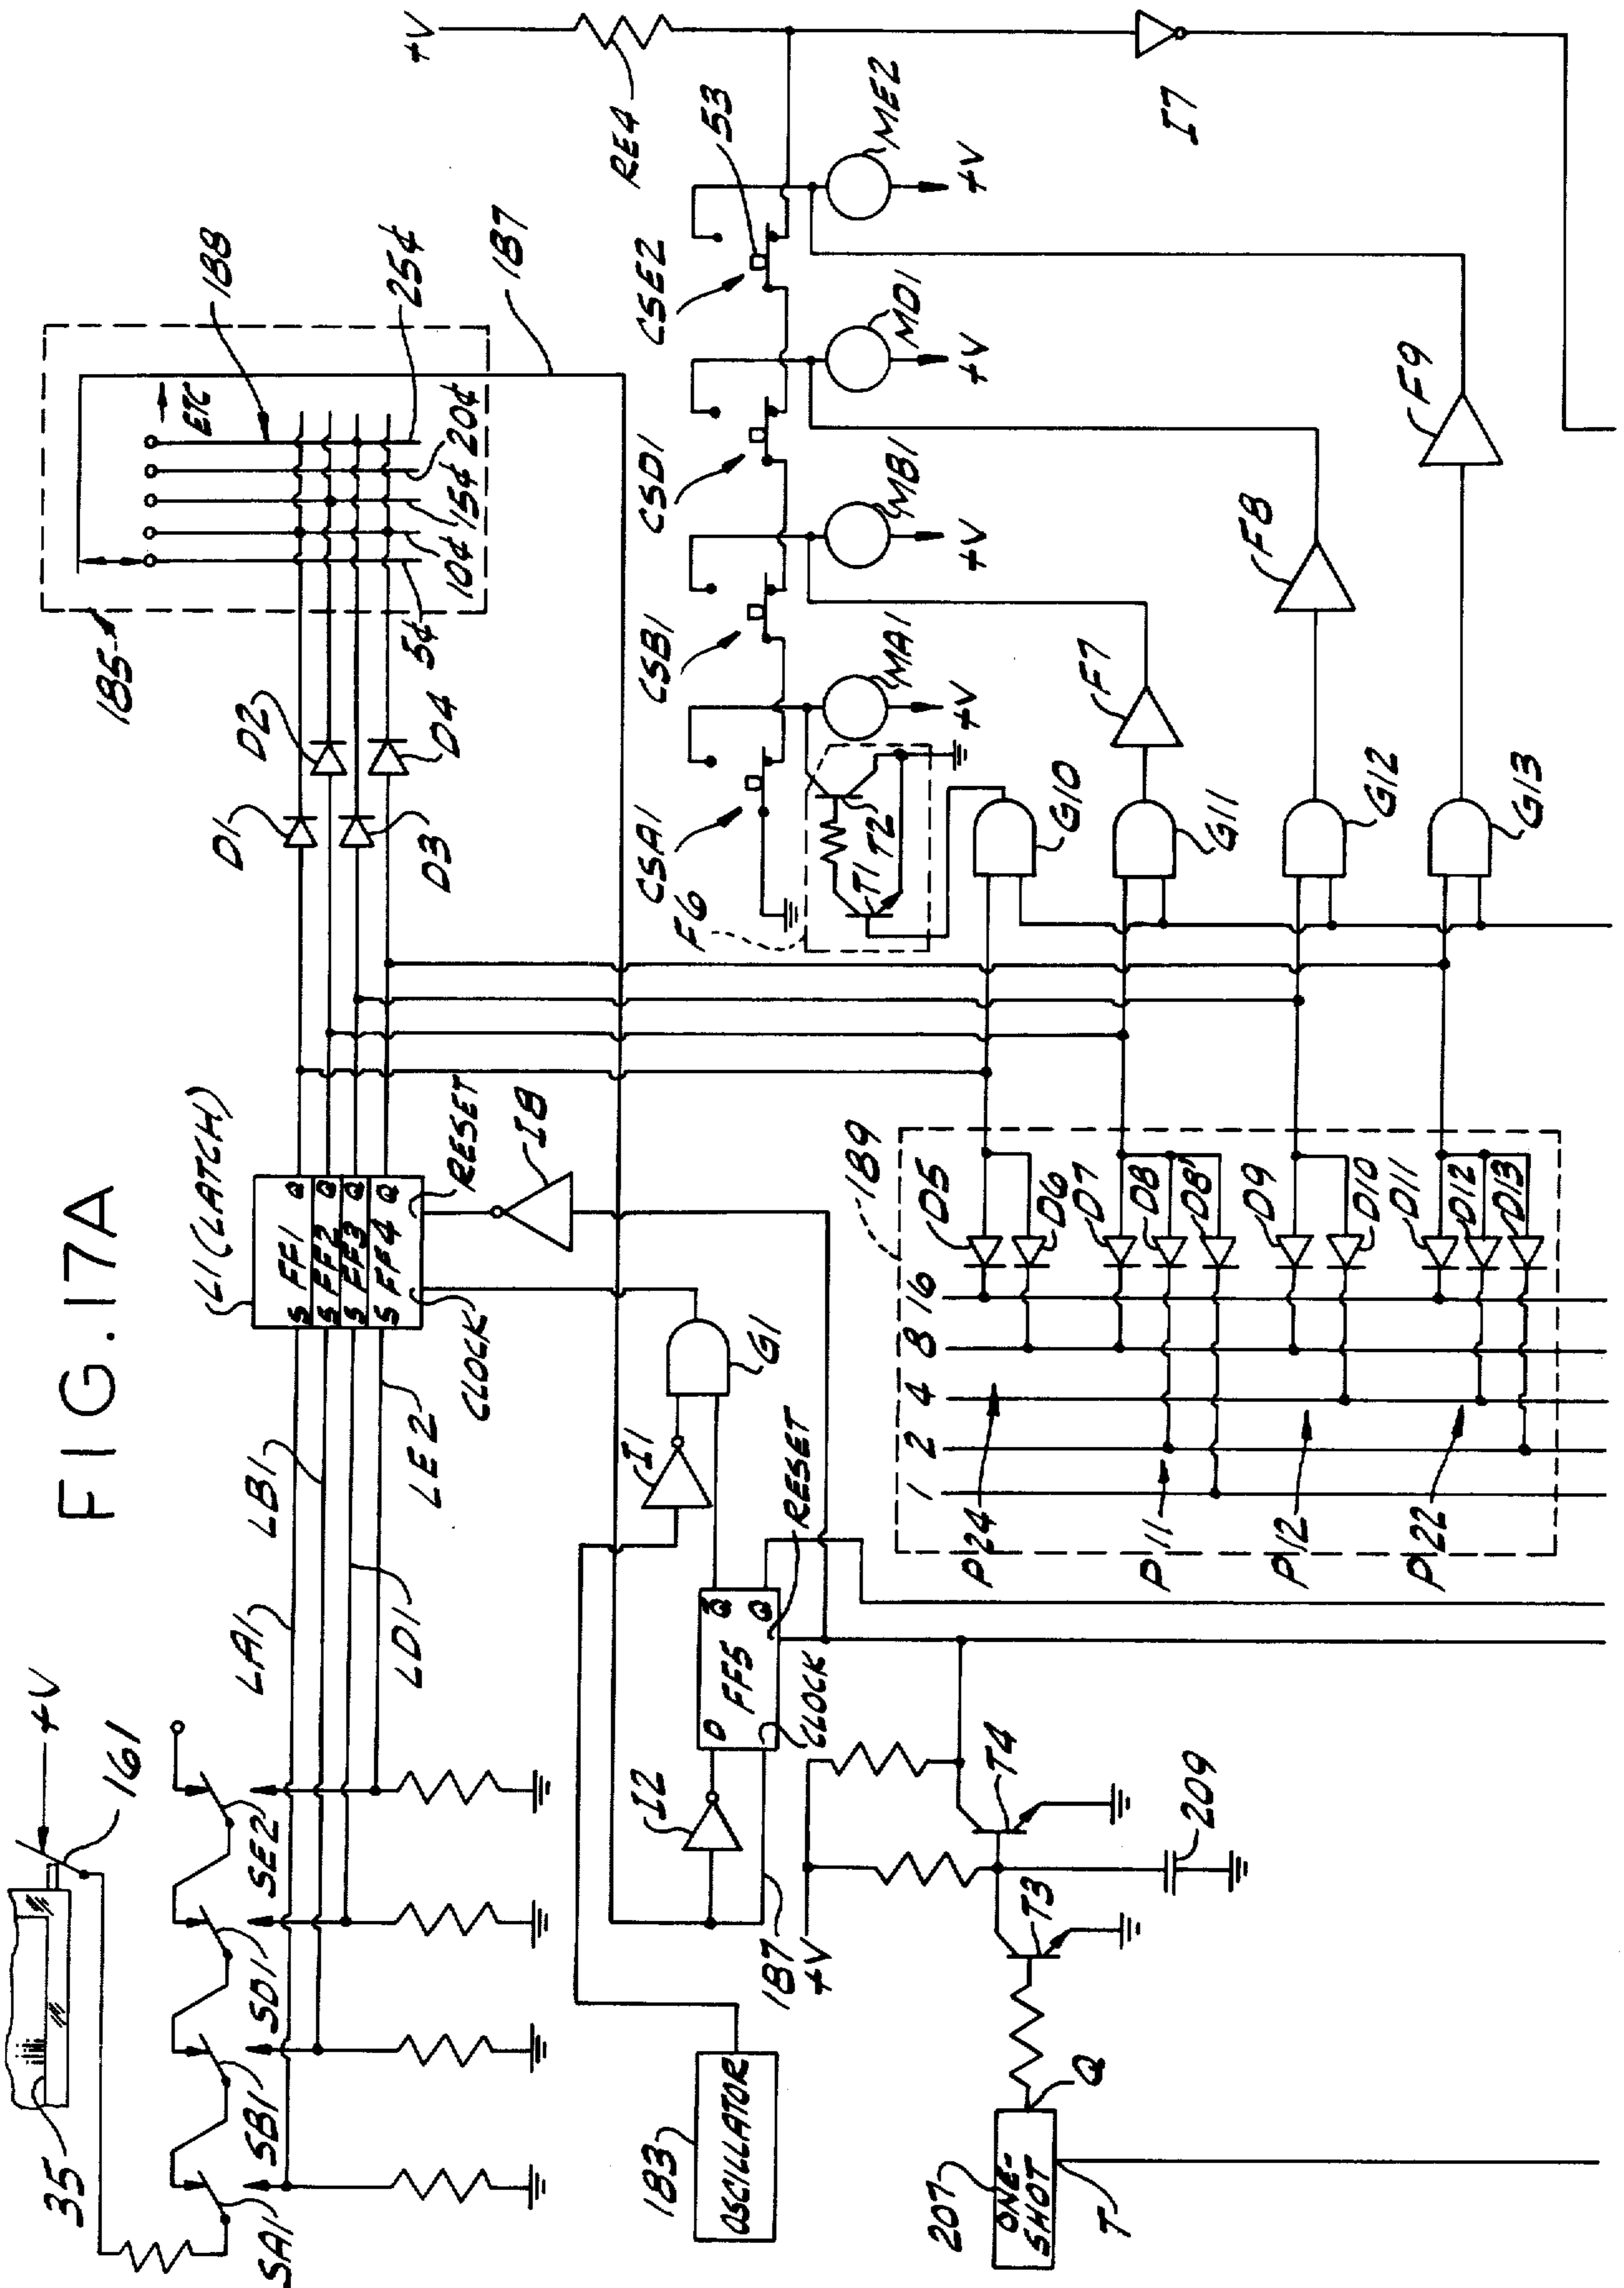 FIG. 17A
+V
161
35
SA1
SB1
SD1
SE2
LA1
LB1
LD1
LE2
L1 (LATCH)
S FF1 Q
S FF2 Q
S FF3 Q
S FF4 Q
CLOCK
RESET
I8
D1
D2
D3
D4
185
188
187
ETC
5¢
10¢
15¢
20¢
25¢
183
OSCILLATOR
I1
G1
I2
D
FF5
Q̄
Q
CLOCK
RESET
187
+V
T4
T3
209
207
ONE-
SHOT
Q
T
+V
RE4
53
CSA1
CSB1
CSD1
CSE2
MA1
MB1
MD1
ME2
+V
+V
+V
+V
I7
F6
T1
T2
F7
F8
F9
G10
G11
G12
G13
189
D5
D6
D7
D8
D8'
D9
D10
D11
D12
D13
1
2
4
8
16
P24
P11
P12
P22